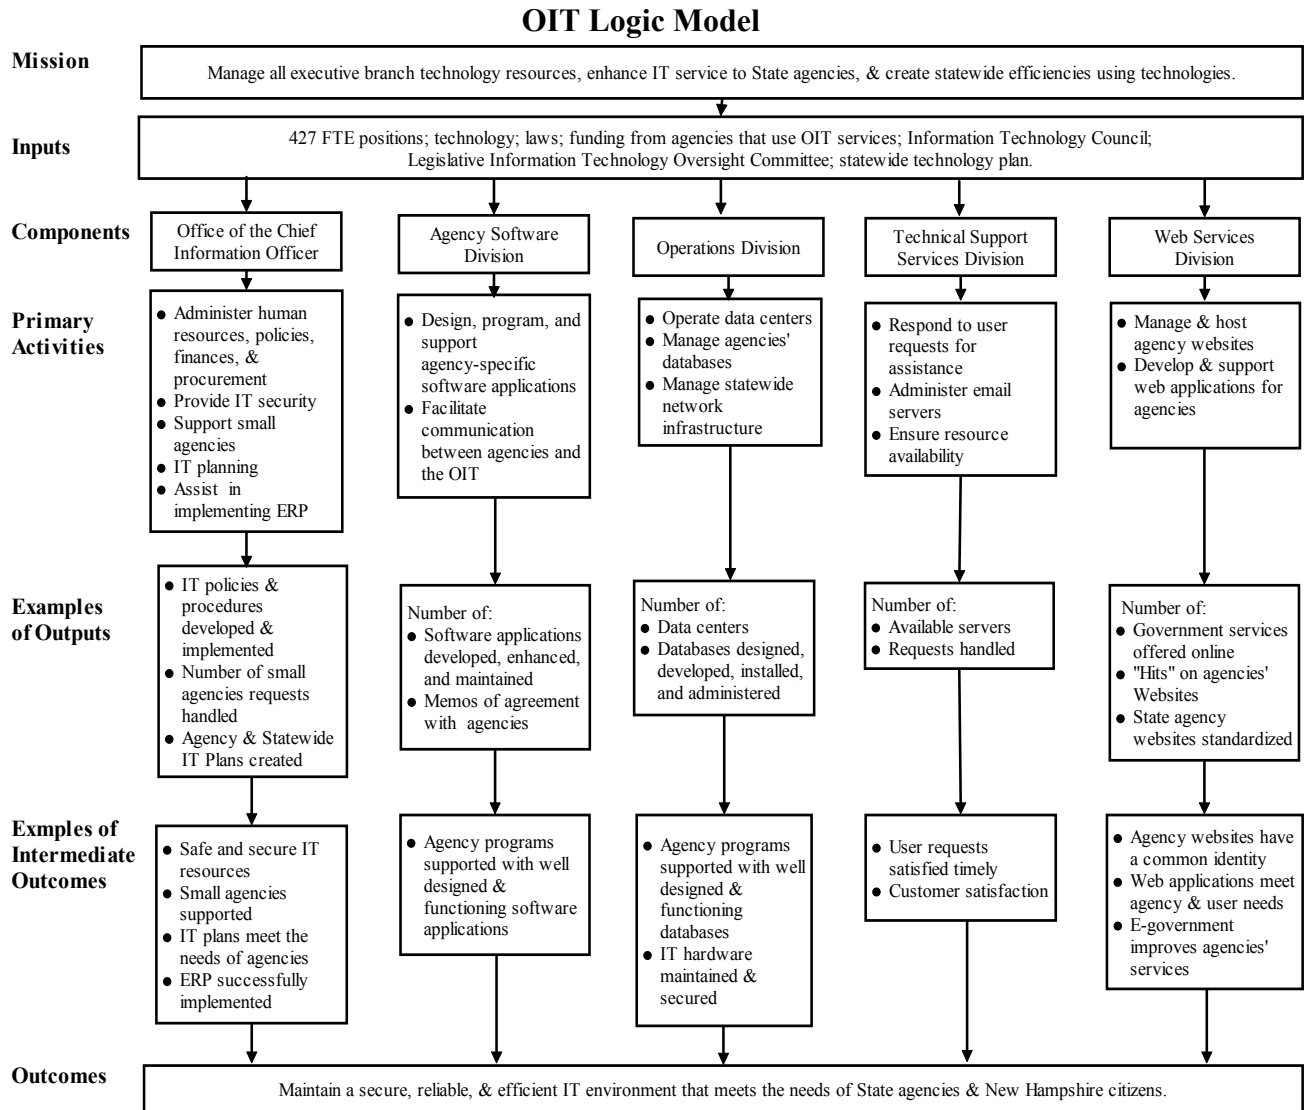 OIT Logic Model
Mission
Manage all executive branch technology resources, enhance IT service to State agencies, & create statewide efficiencies using technologies.
Inputs
427 FTE positions; technology; laws; funding from agencies that use OIT services; Information Technology Council;
Legislative Information Technology Oversight Committee; statewide technology plan.
Components
Office of the Chief
Information Officer
Agency Software
Division
Operations Division
Technical Support
Services Division
Web Services
Division
Primary
Activities
● Administer human
resources, policies,
finances, &
procurement
● Provide IT security
● Support small
agencies
● IT planning
● Assist in
implementing ERP
● Design, program, and
support
agency-specific
software applications
● Facilitate
communication
between agencies and
the OIT
● Operate data centers
● Manage agencies'
databases
● Manage statewide
network
infrastructure
● Respond to user
requests for
assistance
● Administer email
servers
● Ensure resource
availability
● Manage & host
agency websites
● Develop & support
web applications for
agencies
Examples
of Outputs
● IT policies &
procedures
developed &
implemented
● Number of small
agencies requests
handled
● Agency & Statewide
IT Plans created
Number of:
● Software applications
developed, enhanced,
and maintained
● Memos of agreement
with agencies
Number of:
● Data centers
● Databases designed,
developed, installed,
and administered
Number of:
● Available servers
● Requests handled
Number of:
● Government services
offered online
● "Hits" on agencies'
Websites
● State agency
websites standardized
Exmples of
Intermediate
Outcomes
● Safe and secure IT
resources
● Small agencies
supported
● IT plans meet the
needs of agencies
● ERP successfully
implemented
● Agency programs
supported with well
designed &
functioning software
applications
● Agency programs
supported with well
designed &
functioning
databases
● IT hardware
maintained &
secured
● User requests
satisfied timely
● Customer satisfaction
● Agency websites have
a common identity
● Web applications meet
agency & user needs
● E-government
improves agencies'
services
Outcomes
Maintain a secure, reliable, & efficient IT environment that meets the needs of State agencies & New Hampshire citizens.